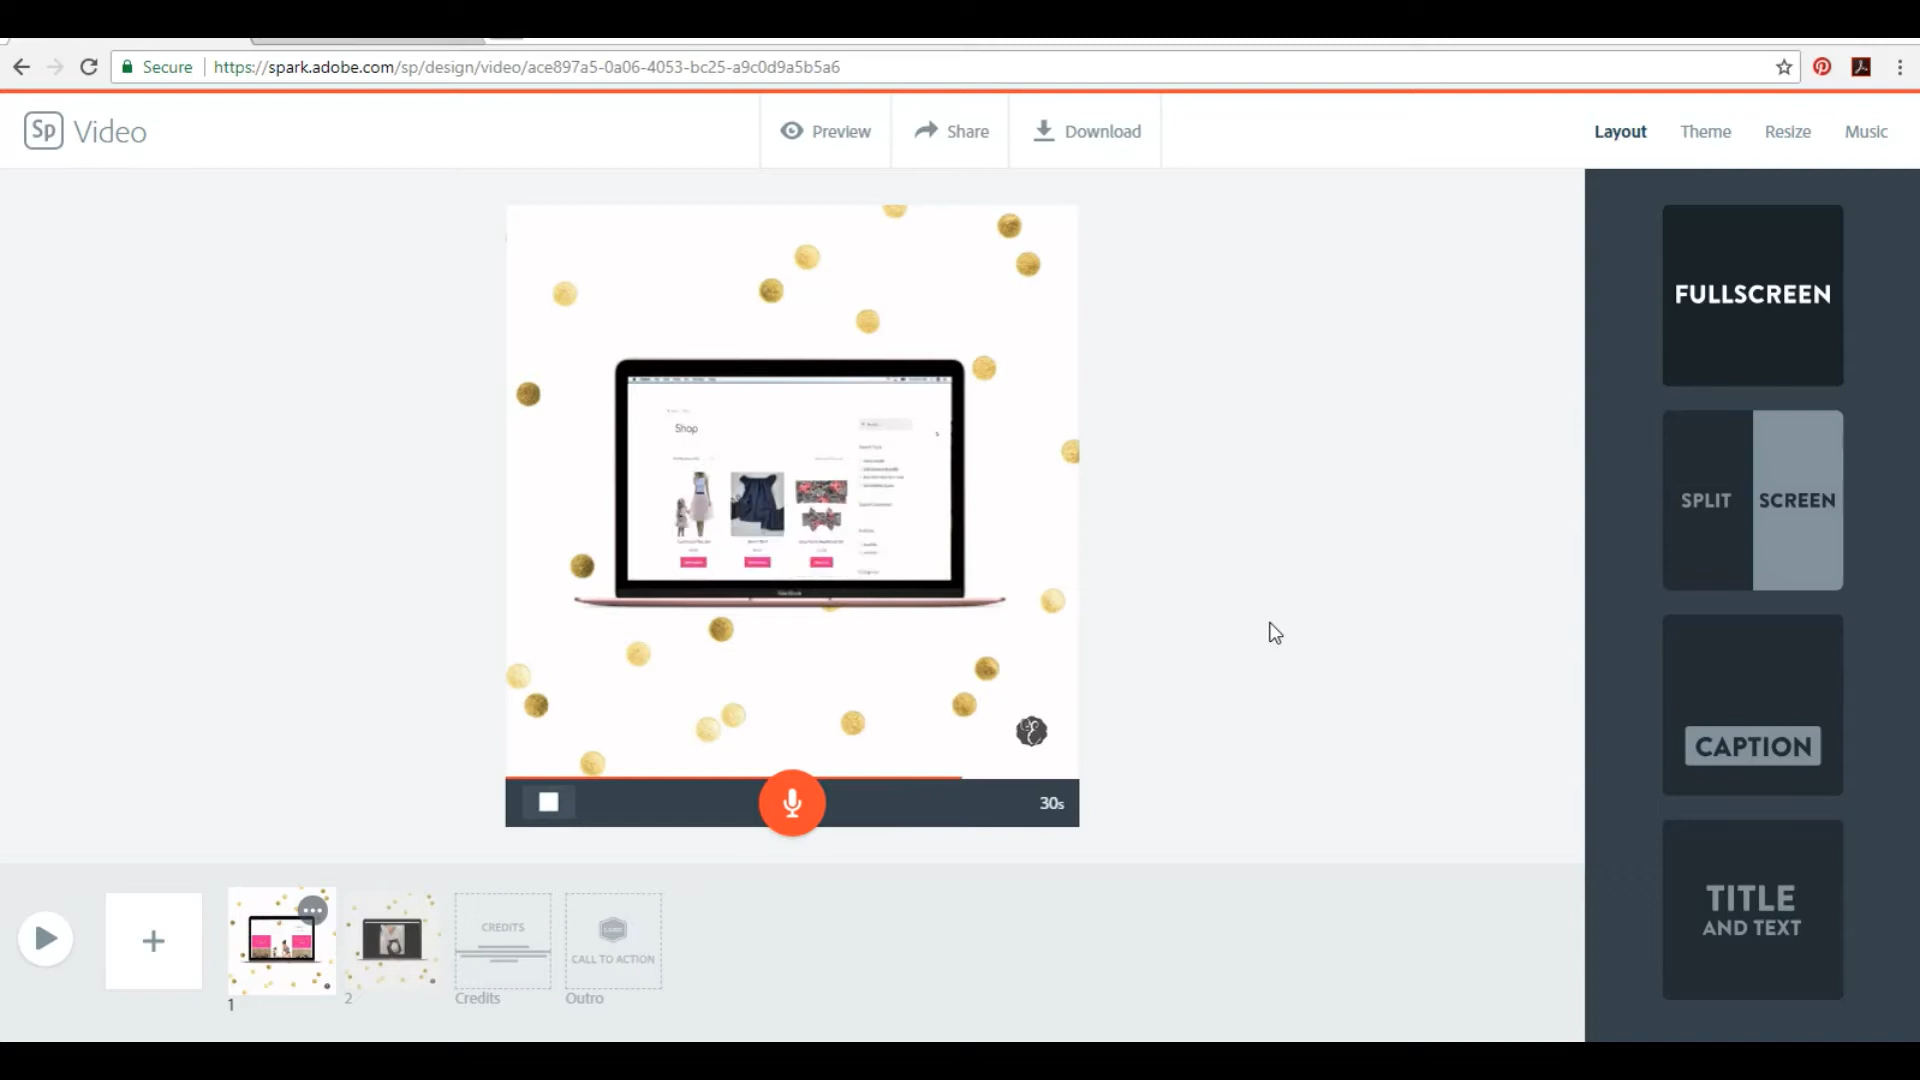 Secure https://spark.adobe.com/sp/design/video/ace897a5-0a06-4053-bc25-a9c0d9a5b5a6
Sp Video
Preview
Share
Download
Layout
Theme
Resize
Music
Shop
MacBook
30s
FULLSCREEN
SPLIT SCREEN
CAPTION
TITLE
AND TEXT
CREDITS
CALL TO ACTION
1
2
Credits
Outro